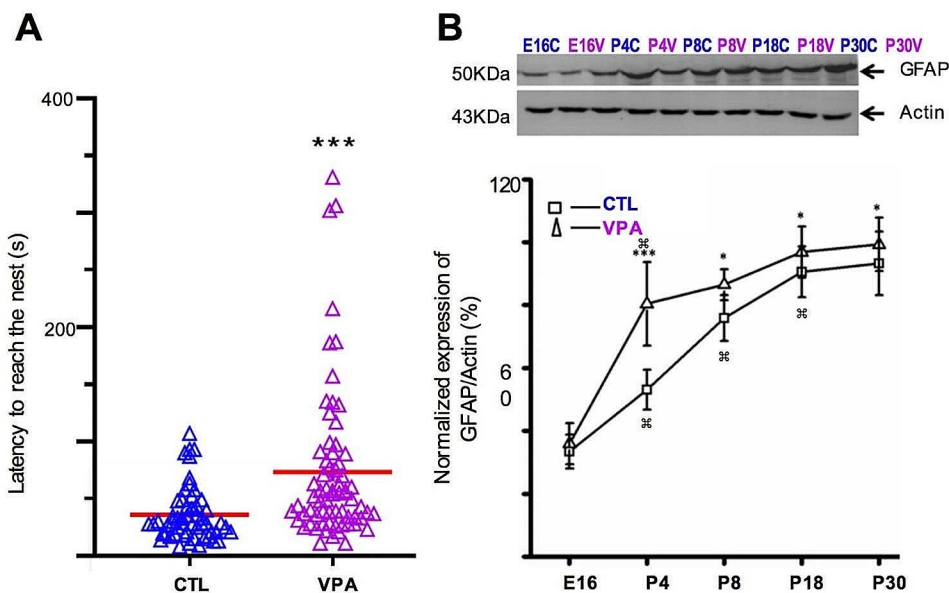 A
Latency to reach the nest (s)
400
200
***
CTL
VPA
B
E16C E16V P4C P4V P8C P8V P18C P18V P30C P30V
50KDa
GFAP
43KDa
Actin
Normalized expression of
GFAP/Actin (%)
120
6
0
CTL
VPA
⌘
***
*
*
*
⌘
⌘
⌘
E16
P4
P8
P18
P30